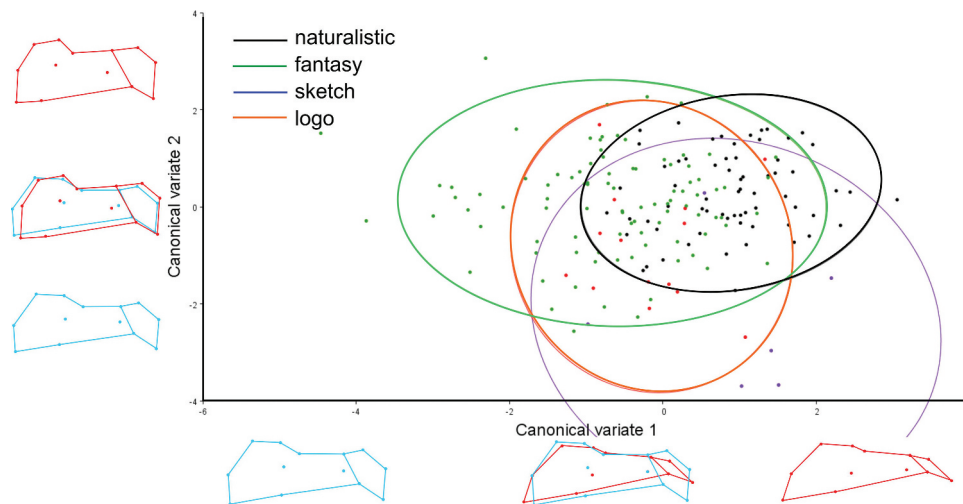 4
naturalistic
fantasy
sketch
logo
2
Canonical variate 2
0
-2
-4
-6
-4
-2
0
2
Canonical variate 1